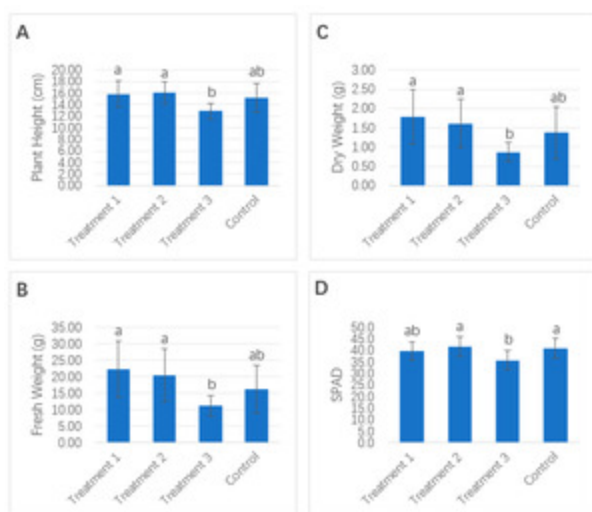 A
Plant Height (cm)
20.00
18.00
16.00
14.00
12.00
10.00
8.00
6.00
4.00
2.00
0.00
a
a
b
ab
Treatment 1
Treatment 2
Treatment 3
Control
C
Dry Weight (g)
3.00
2.50
2.00
1.50
1.00
0.50
0.00
a
a
b
ab
Treatment 1
Treatment 2
Treatment 3
Control
B
Fresh Weight (g)
35.00
30.00
25.00
20.00
15.00
10.00
5.00
0.00
a
a
b
ab
Treatment 1
Treatment 2
Treatment 3
Control
D
SPAD
50.0
45.0
40.0
35.0
30.0
25.0
20.0
15.0
10.0
5.0
0.0
ab
a
b
a
Treatment 1
Treatment 2
Treatment 3
Control